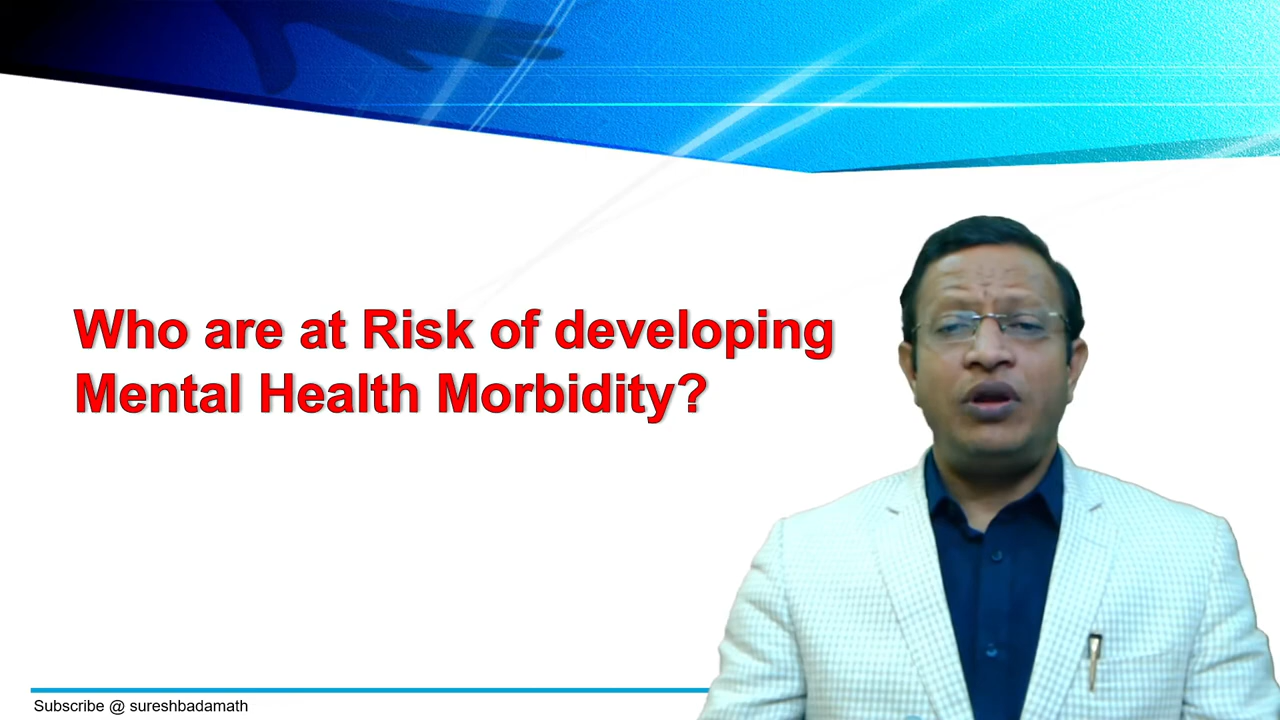 Who are at Risk of developing
Mental Health Morbidity?
Subscribe @ sureshbadamath